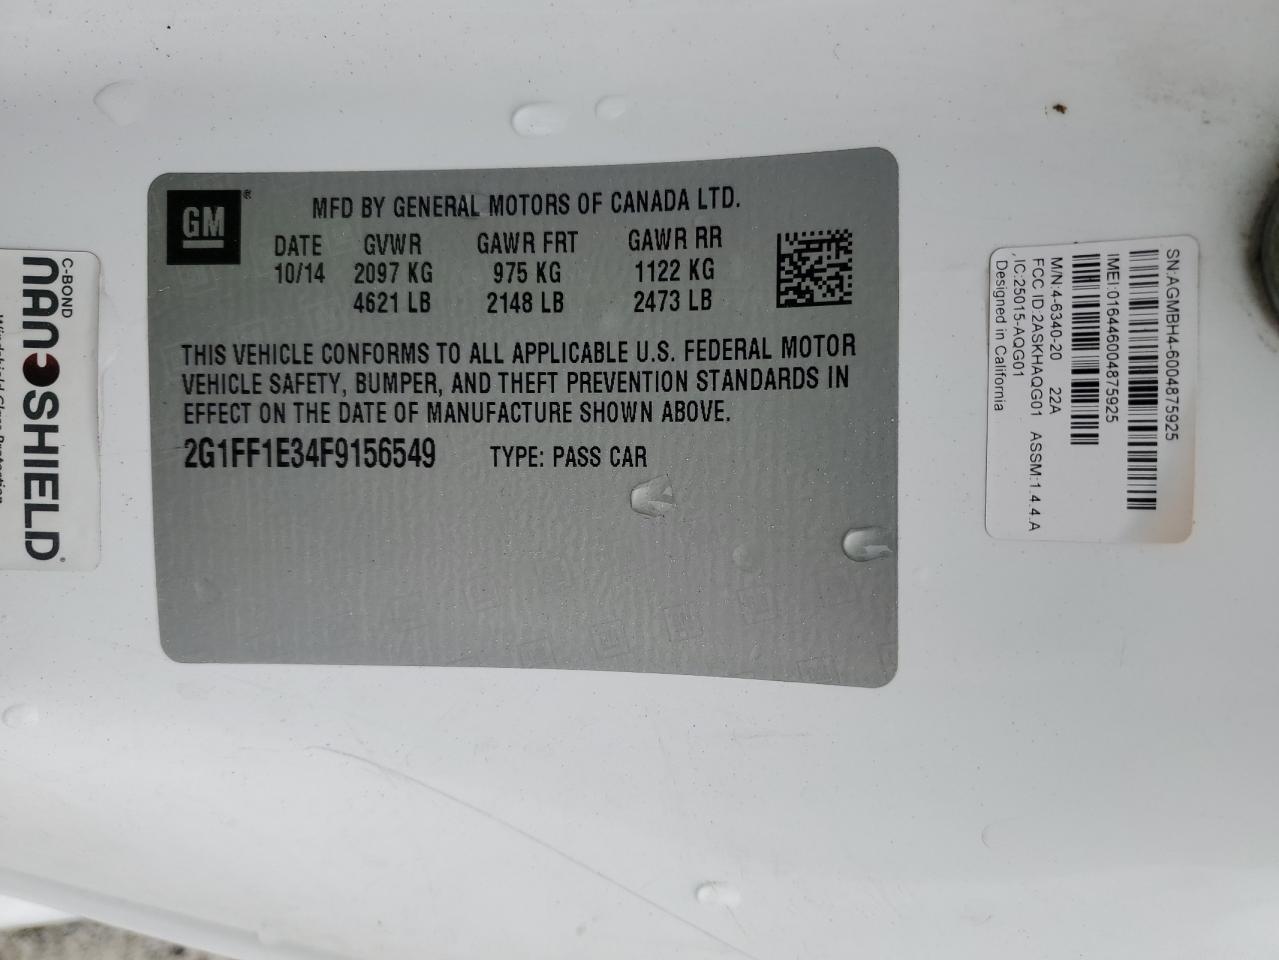 GM®
MFD BY GENERAL MOTORS OF CANADA LTD.
DATE GVWR GAWR FRT GAWR RR
10/14 2097 KG 975 KG 1122 KG
4621 LB 2148 LB 2473 LB
THIS VEHICLE CONFORMS TO ALL APPLICABLE U.S. FEDERAL MOTOR
VEHICLE SAFETY, BUMPER, AND THEFT PREVENTION STANDARDS IN
EFFECT ON THE DATE OF MANUFACTURE SHOWN ABOVE.
2G1FF1E34F9156549 TYPE: PASS CAR
C-BOND
NANOSHIELD®
Windshield Glass Protection
SN:AGMBH4-6004875925
IMEI:016446004875925
M/N:4-6340-20 22A
FCC ID:2ASKHAQG01 ASSM:1.4.4.A
,IC:25015-AQG01
Designed in California